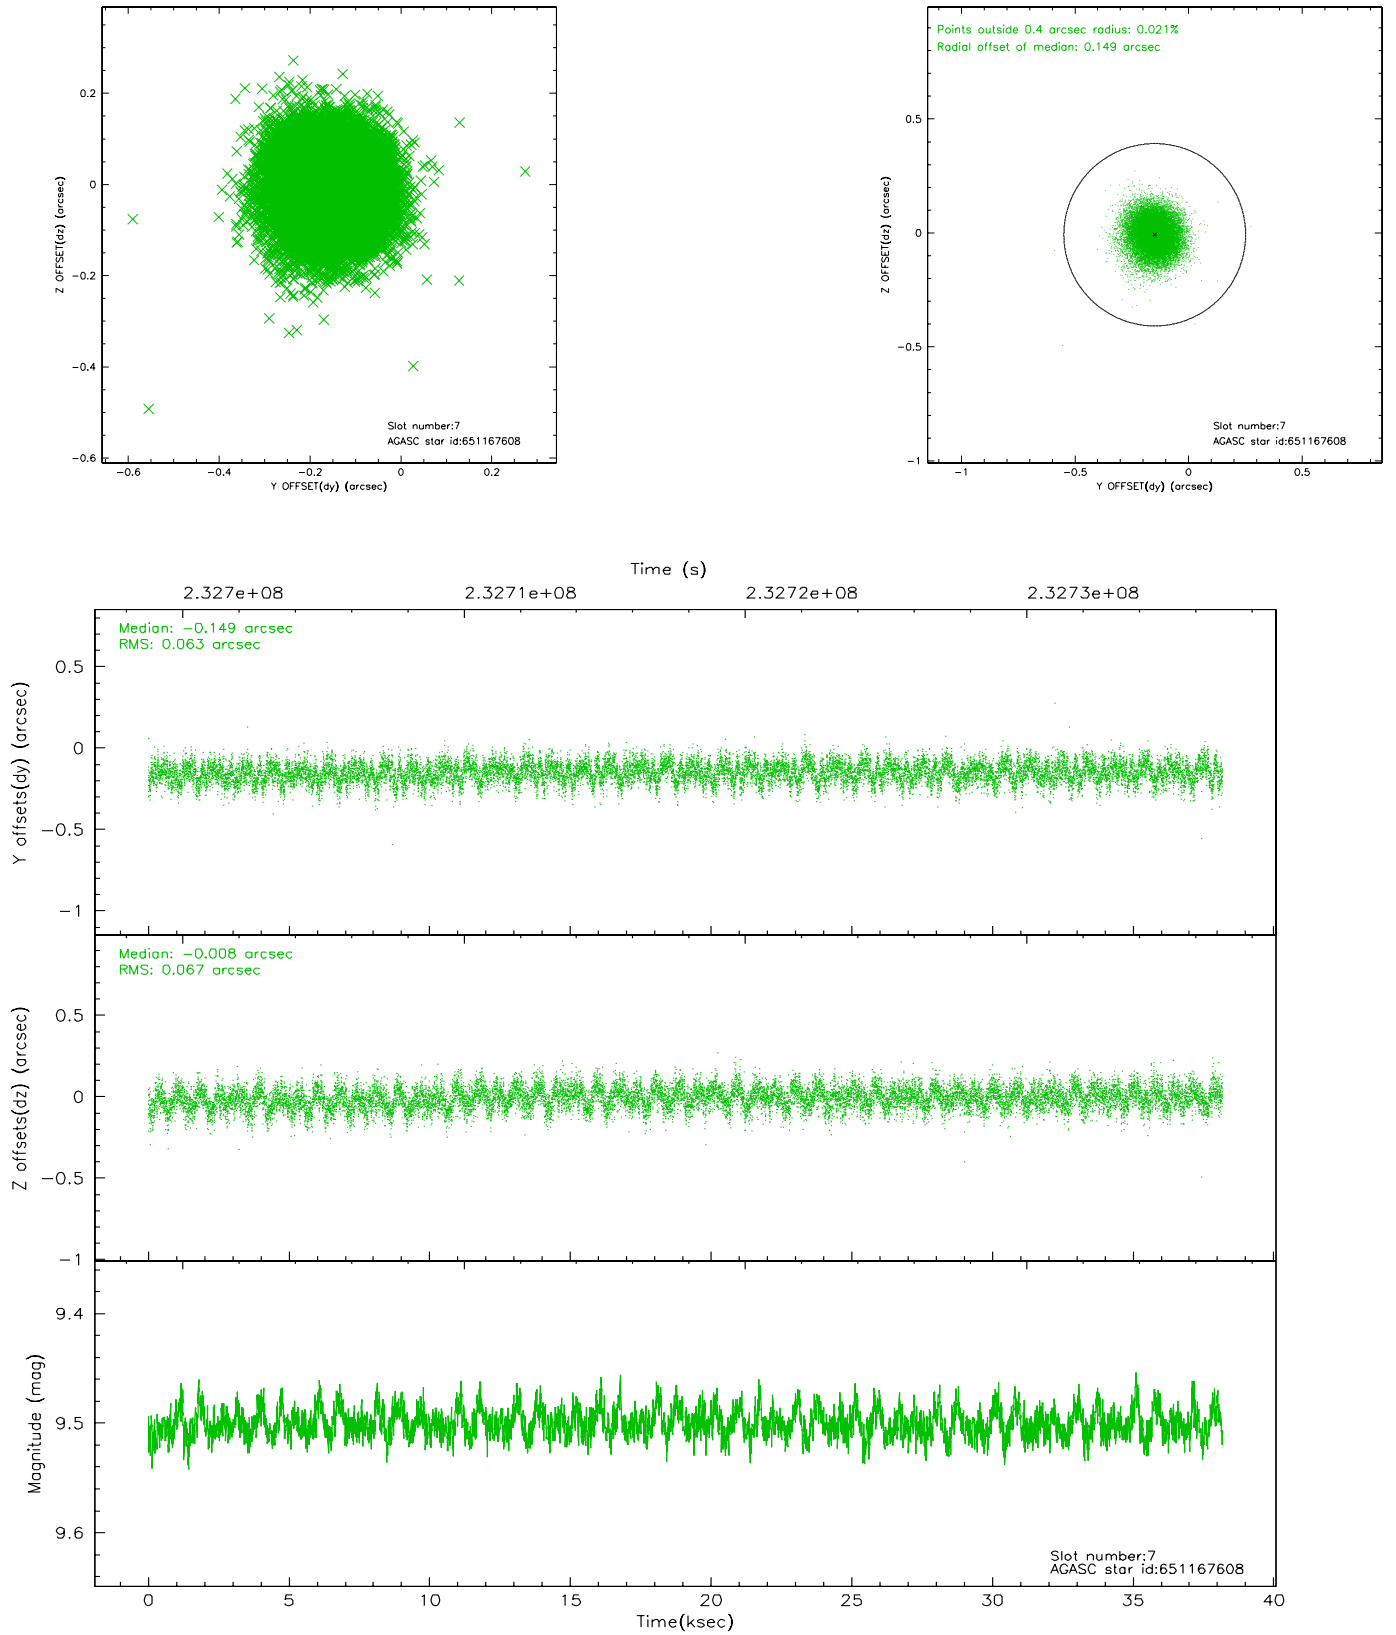 0.2
0
-0.2
-0.4
-0.6
Z OFFSET(dz) (arcsec)
Slot number:7
AGASC star id:651167608
-0.6
-0.4
-0.2
0
0.2
Y OFFSET(dy) (arcsec)
Points outside 0.4 arcsec radius: 0.021%
Radial offset of median: 0.149 arcsec
0.5
0
-0.5
-1
Z OFFSET(dz) (arcsec)
Slot number:7
AGASC star id:651167608
-1
-0.5
0
0.5
Y OFFSET(dy) (arcsec)
Time (s)
2.327e+08
2.3271e+08
2.3272e+08
2.3273e+08
Median: -0.149 arcsec
RMS: 0.063 arcsec
0.5
0
-0.5
-1
Y offsets(dy) (arcsec)
Median: -0.008 arcsec
RMS: 0.067 arcsec
0.5
0
-0.5
-1
Z offsets(dz) (arcsec)
9.4
9.5
9.6
Magnitude (mag)
Slot number:7
AGASC star id:651167608
0
5
10
15
20
25
30
35
40
Time(ksec)